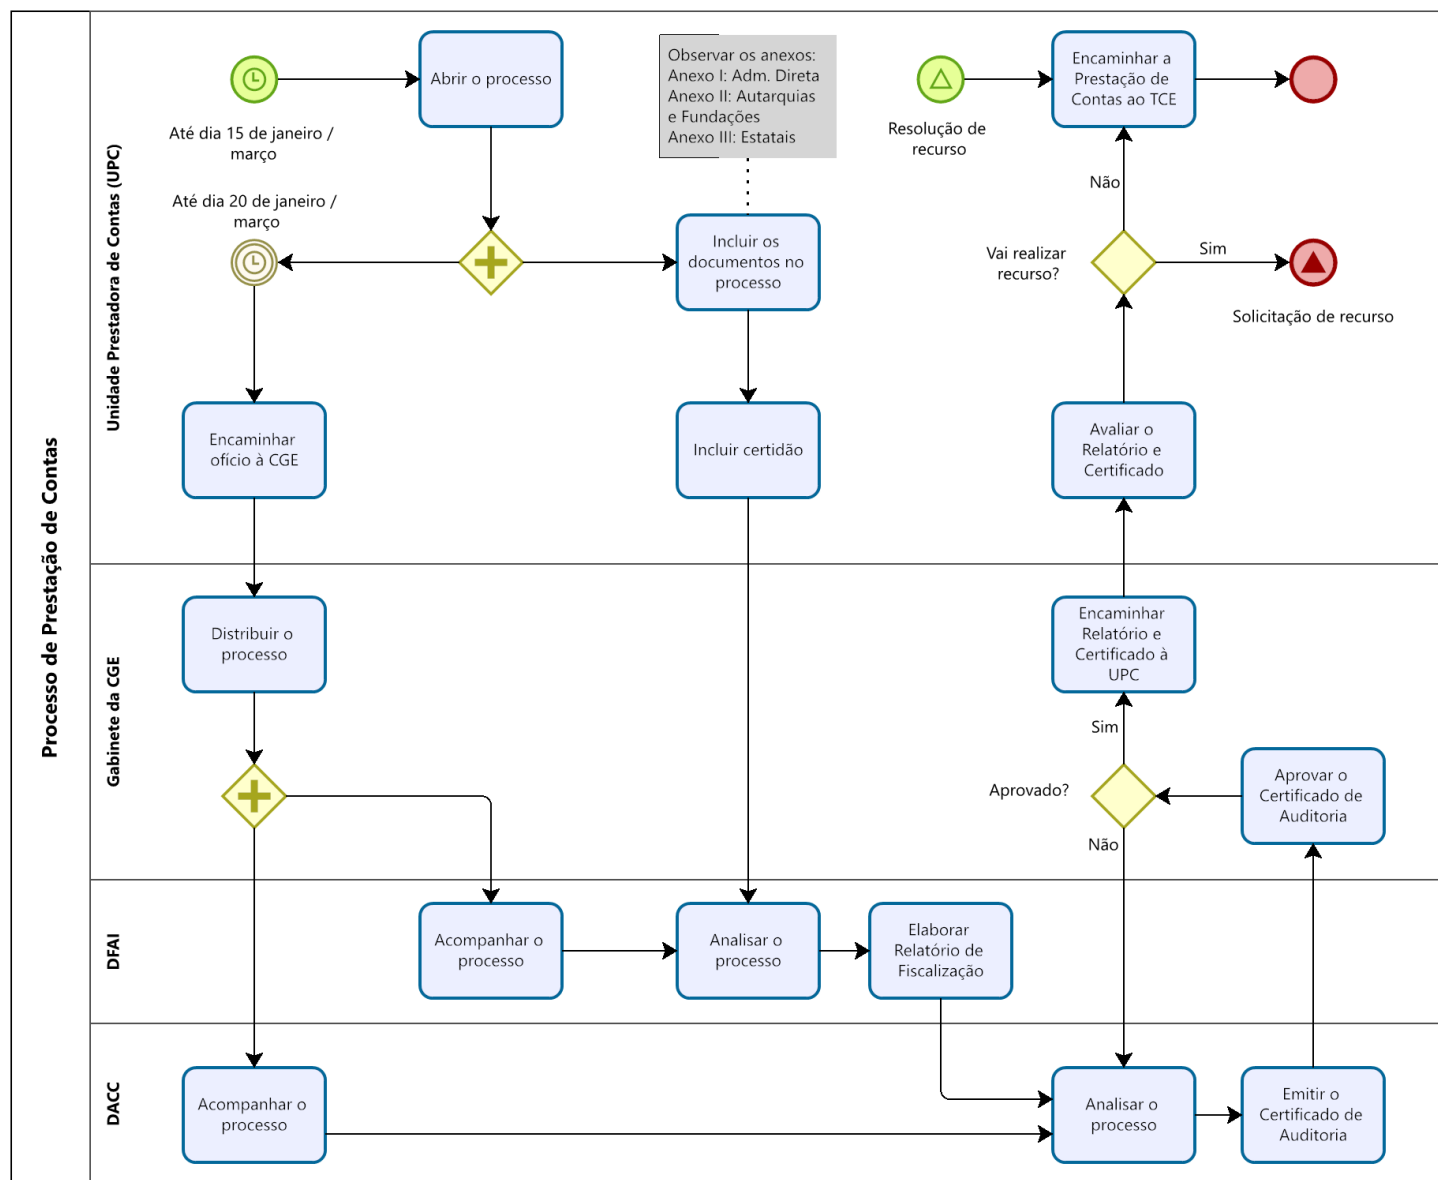 Processo de Prestação de Contas
Unidade Prestadora de Contas (UPC)
Até dia 15 de janeiro /
março
Abrir o processo
Observar os anexos:
Anexo I: Adm. Direta
Anexo II: Autarquias
e Fundações
Anexo III: Estatais
Resolução de
recurso
Encaminhar a
Prestação de
Contas ao TCE
Até dia 20 de janeiro /
março
Incluir os
documentos no
processo
Não
Vai realizar
recurso?
Sim
Solicitação de recurso
Encaminhar
ofício à CGE
Incluir certidão
Avaliar o
Relatório e
Certificado
Gabinete da CGE
Distribuir o
processo
Encaminhar
Relatório e
Certificado à
UPC
Sim
Aprovado?
Não
Aprovar o
Certificado de
Auditoria
DFAI
Acompanhar o
processo
Analisar o
processo
Elaborar
Relatório de
Fiscalização
DACC
Acompanhar o
processo
Analisar o
processo
Emitir o
Certificado de
Auditoria